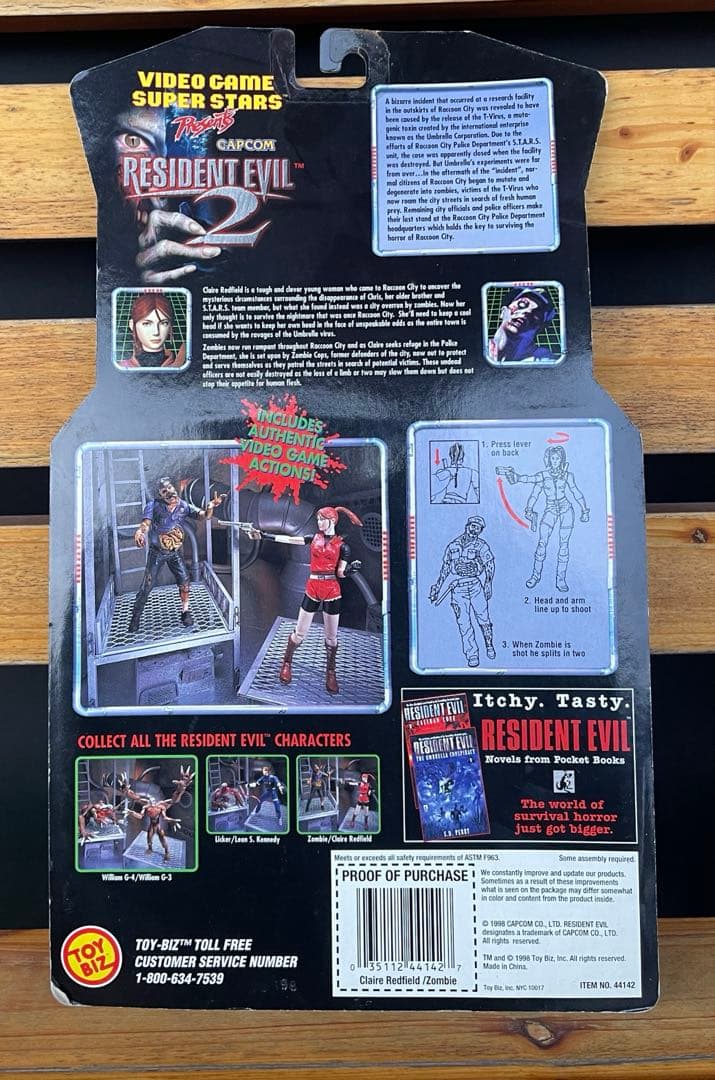 VIDEO GAME
SUPER STARS™
Presents
CAPCOM
RESIDENT EVIL™
2
A bizarre incident that occurred at a research facility
in the outskirts of Raccoon City was revealed to have
been caused by the release of the T-Virus, a muta-
genic toxin created by the international enterprise
known as the Umbrella Corporation. Due to the
efforts of Raccoon City Police Department's S.T.A.R.S.
unit, the case was apparently closed when the facility
was destroyed. But Umbrella's experiments were far
from over...In the aftermath of the "incident", nor-
mal citizens of Raccoon City began to mutate and
degenerate into zombies, victims of the T-Virus who
now roam the city streets in search of fresh human
prey. Remaining city officials and police officers make
their last stand at the Raccoon City Police Department
headquarters which holds the key to surviving the
horror of Raccoon City.
Claire Redfield is a tough and clever young woman who came to Raccoon City to uncover the
mysterious circumstances surrounding the disappearance of Chris, her older brother and
S.T.A.R.S. team member, but what she found instead was a city overrun by zombies. Now her
only thought is to survive the nightmare that was once Raccoon City. She'll need to keep a cool
head if she wants to keep her own head in the face of unspeakable odds as the entire town is
consumed by the ravages of the Umbrella virus.
Zombies now run rampant throughout Raccoon City and as Claire seeks refuge in the Police
Department, she is set upon by Zombie Cops, former defenders of the city, now out to protect
and serve themselves as they patrol the streets in search of potential victims. These undead
officers are not easily destroyed as the loss of a limb or two may slow them down but does not
stop their appetite for human flesh.
INCLUDES
AUTHENTIC
VIDEO GAME
ACTIONS!
1. Press lever
on back
2. Head and arm
line up to shoot
3. When Zombie is
shot he splits in two
COLLECT ALL THE RESIDENT EVIL™ CHARACTERS
William G-4/William G-3
Licker/Leon S. Kennedy
Zombie/Claire Redfield
RESIDENT EVIL
CALIBAN COVE
RESIDENT EVIL
THE UMBRELLA CONSPIRACY
S.D. PERRY
Itchy. Tasty.
RESIDENT EVIL™
Novels from Pocket Books
The world of
survival horror
just got bigger.
Meets or exceeds all safety requirements of ASTM F963.
Some assembly required.
PROOF OF PURCHASE
0 35112 44142 7
Claire Redfield /Zombie
We constantly improve and update our products.
Sometimes as a result of these improvements
what is seen on the package may differ somewhat
in color and content from the product inside.
© 1998 CAPCOM CO., LTD. RESIDENT EVIL
designates a trademark of CAPCOM CO., LTD.
All rights reserved.
TM and © 1998 Toy Biz, Inc. All rights reserved.
Made in China.
Toy Biz, Inc. NYC 10017
ITEM NO. 44142
TOY
BIZ
TOY-BIZ™ TOLL FREE
CUSTOMER SERVICE NUMBER
1-800-634-7539